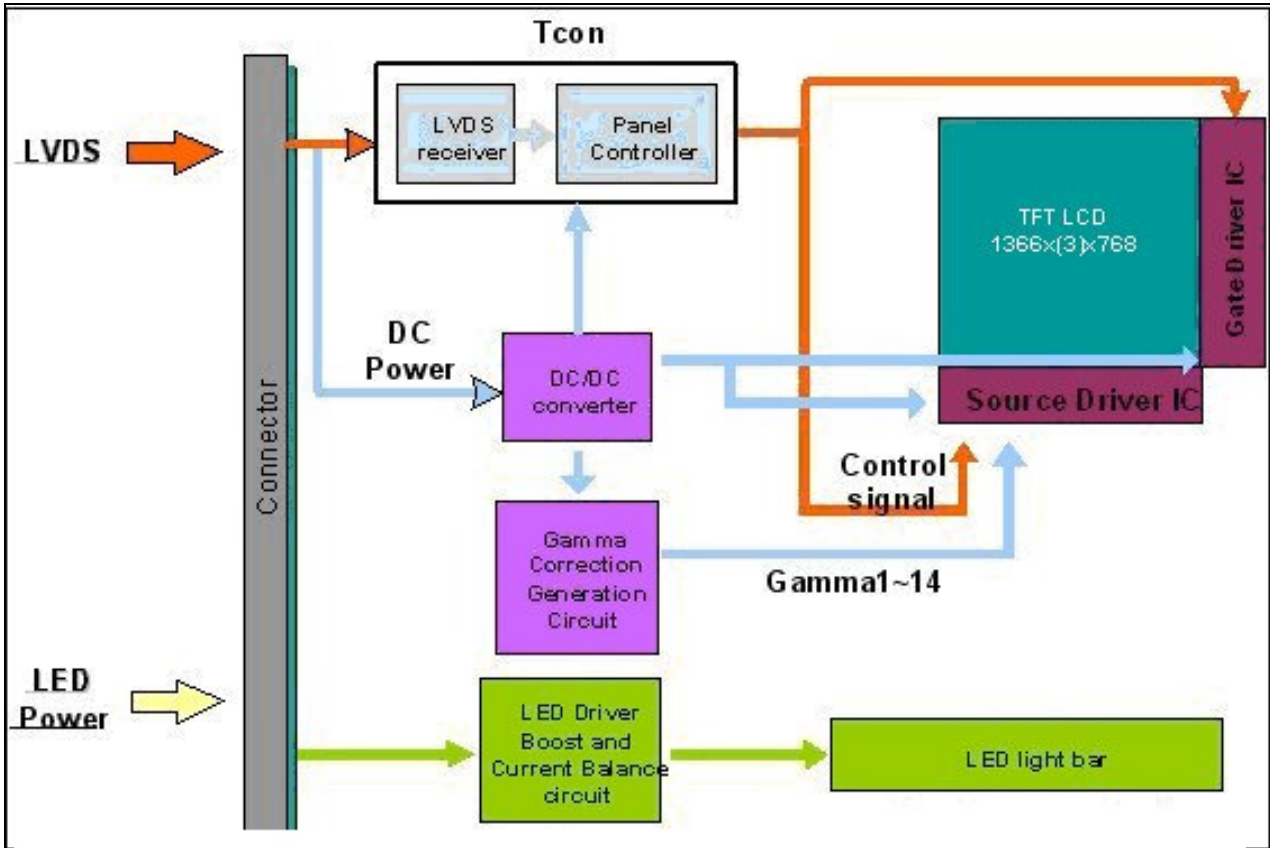 Tcon
LVDS
LVDS
receiver
Panel
Controller
TFT LCD
1366x(3)x768
Gate Driver IC
DC
Power
DC/DC
converter
Source Driver IC
Connector
Control
signal
Gamma
Correction
Generation
Circuit
Gamma1~14
LED
Power
LED Driver
Boost and
Current Balance
circuit
LED light bar